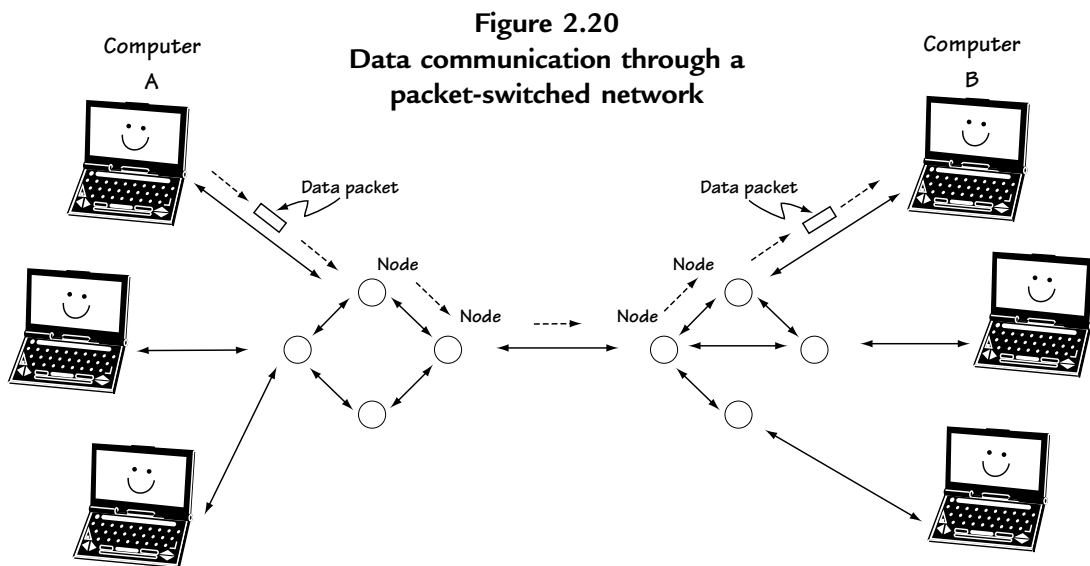 Figure 2.20
Data communication through a
packet-switched network
Computer
A
Computer
B
Data packet
Data packet
Node
Node
Node
Node